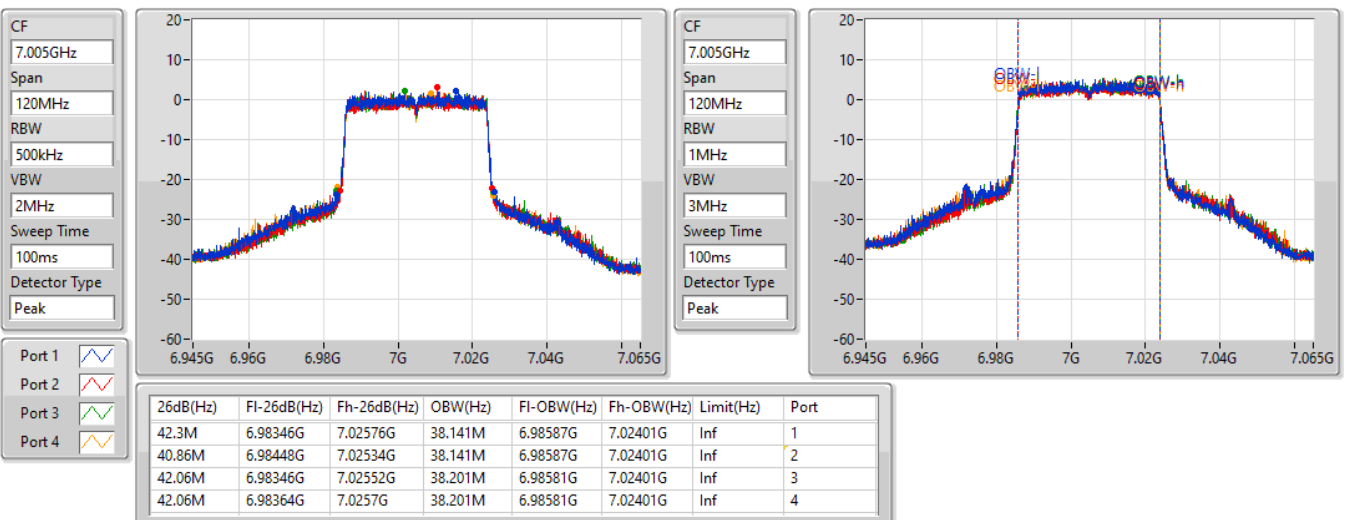 CF
7.005GHz
Span
120MHz
RBW
500kHz
VBW
2MHz
Sweep Time
100ms
Detector Type
Peak
20
10
0
-10
-20
-30
-40
-50
-60
6.945G 6.96G 6.98G 7G 7.02G 7.04G 7.065G
CF
7.005GHz
Span
120MHz
RBW
1MHz
VBW
3MHz
Sweep Time
100ms
Detector Type
Peak
20
10
0
-10
-20
-30
-40
-50
-60
OBW-l
OBW-h
6.945G 6.96G 6.98G 7G 7.02G 7.04G 7.065G
Port 1
Port 2
Port 3
Port 4
26dB(Hz) Fl-26dB(Hz) Fh-26dB(Hz) OBW(Hz) Fl-OBW(Hz) Fh-OBW(Hz) Limit(Hz) Port
42.3M 6.98346G 7.02576G 38.141M 6.98587G 7.02401G Inf 1
40.86M 6.98448G 7.02534G 38.141M 6.98587G 7.02401G Inf 2
42.06M 6.98346G 7.02552G 38.201M 6.98581G 7.02401G Inf 3
42.06M 6.98364G 7.0257G 38.201M 6.98581G 7.02401G Inf 4